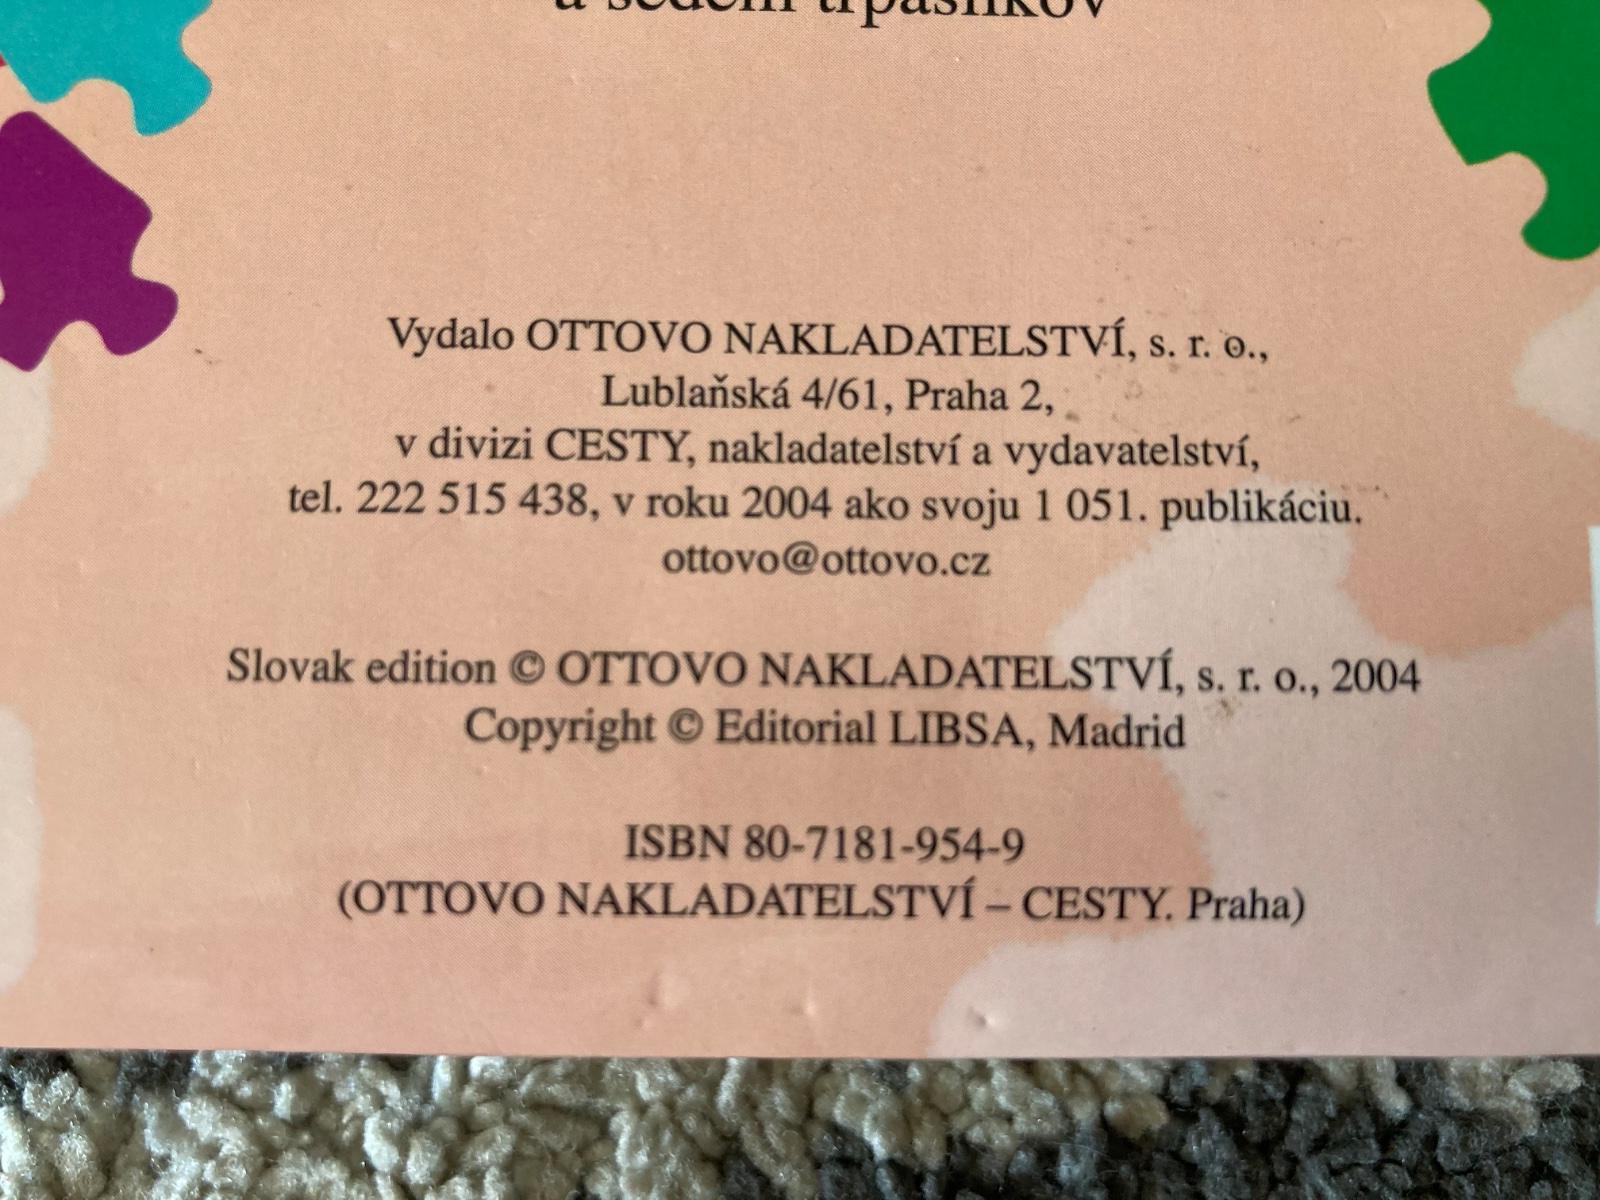 a sedem trpaslíkov
Vydalo OTTOVO NAKLADATELSTVÍ, s. r. o.,
Lublaňská 4/61, Praha 2,
v divizi CESTY, nakladatelství a vydavatelství,
tel. 222 515 438, v roku 2004 ako svoju 1 051. publikáciu.
ottovo@ottovo.cz
Slovak edition © OTTOVO NAKLADATELSTVÍ, s. r. o., 2004
Copyright © Editorial LIBSA, Madrid
ISBN 80-7181-954-9
(OTTOVO NAKLADATELSTVÍ – CESTY. Praha)